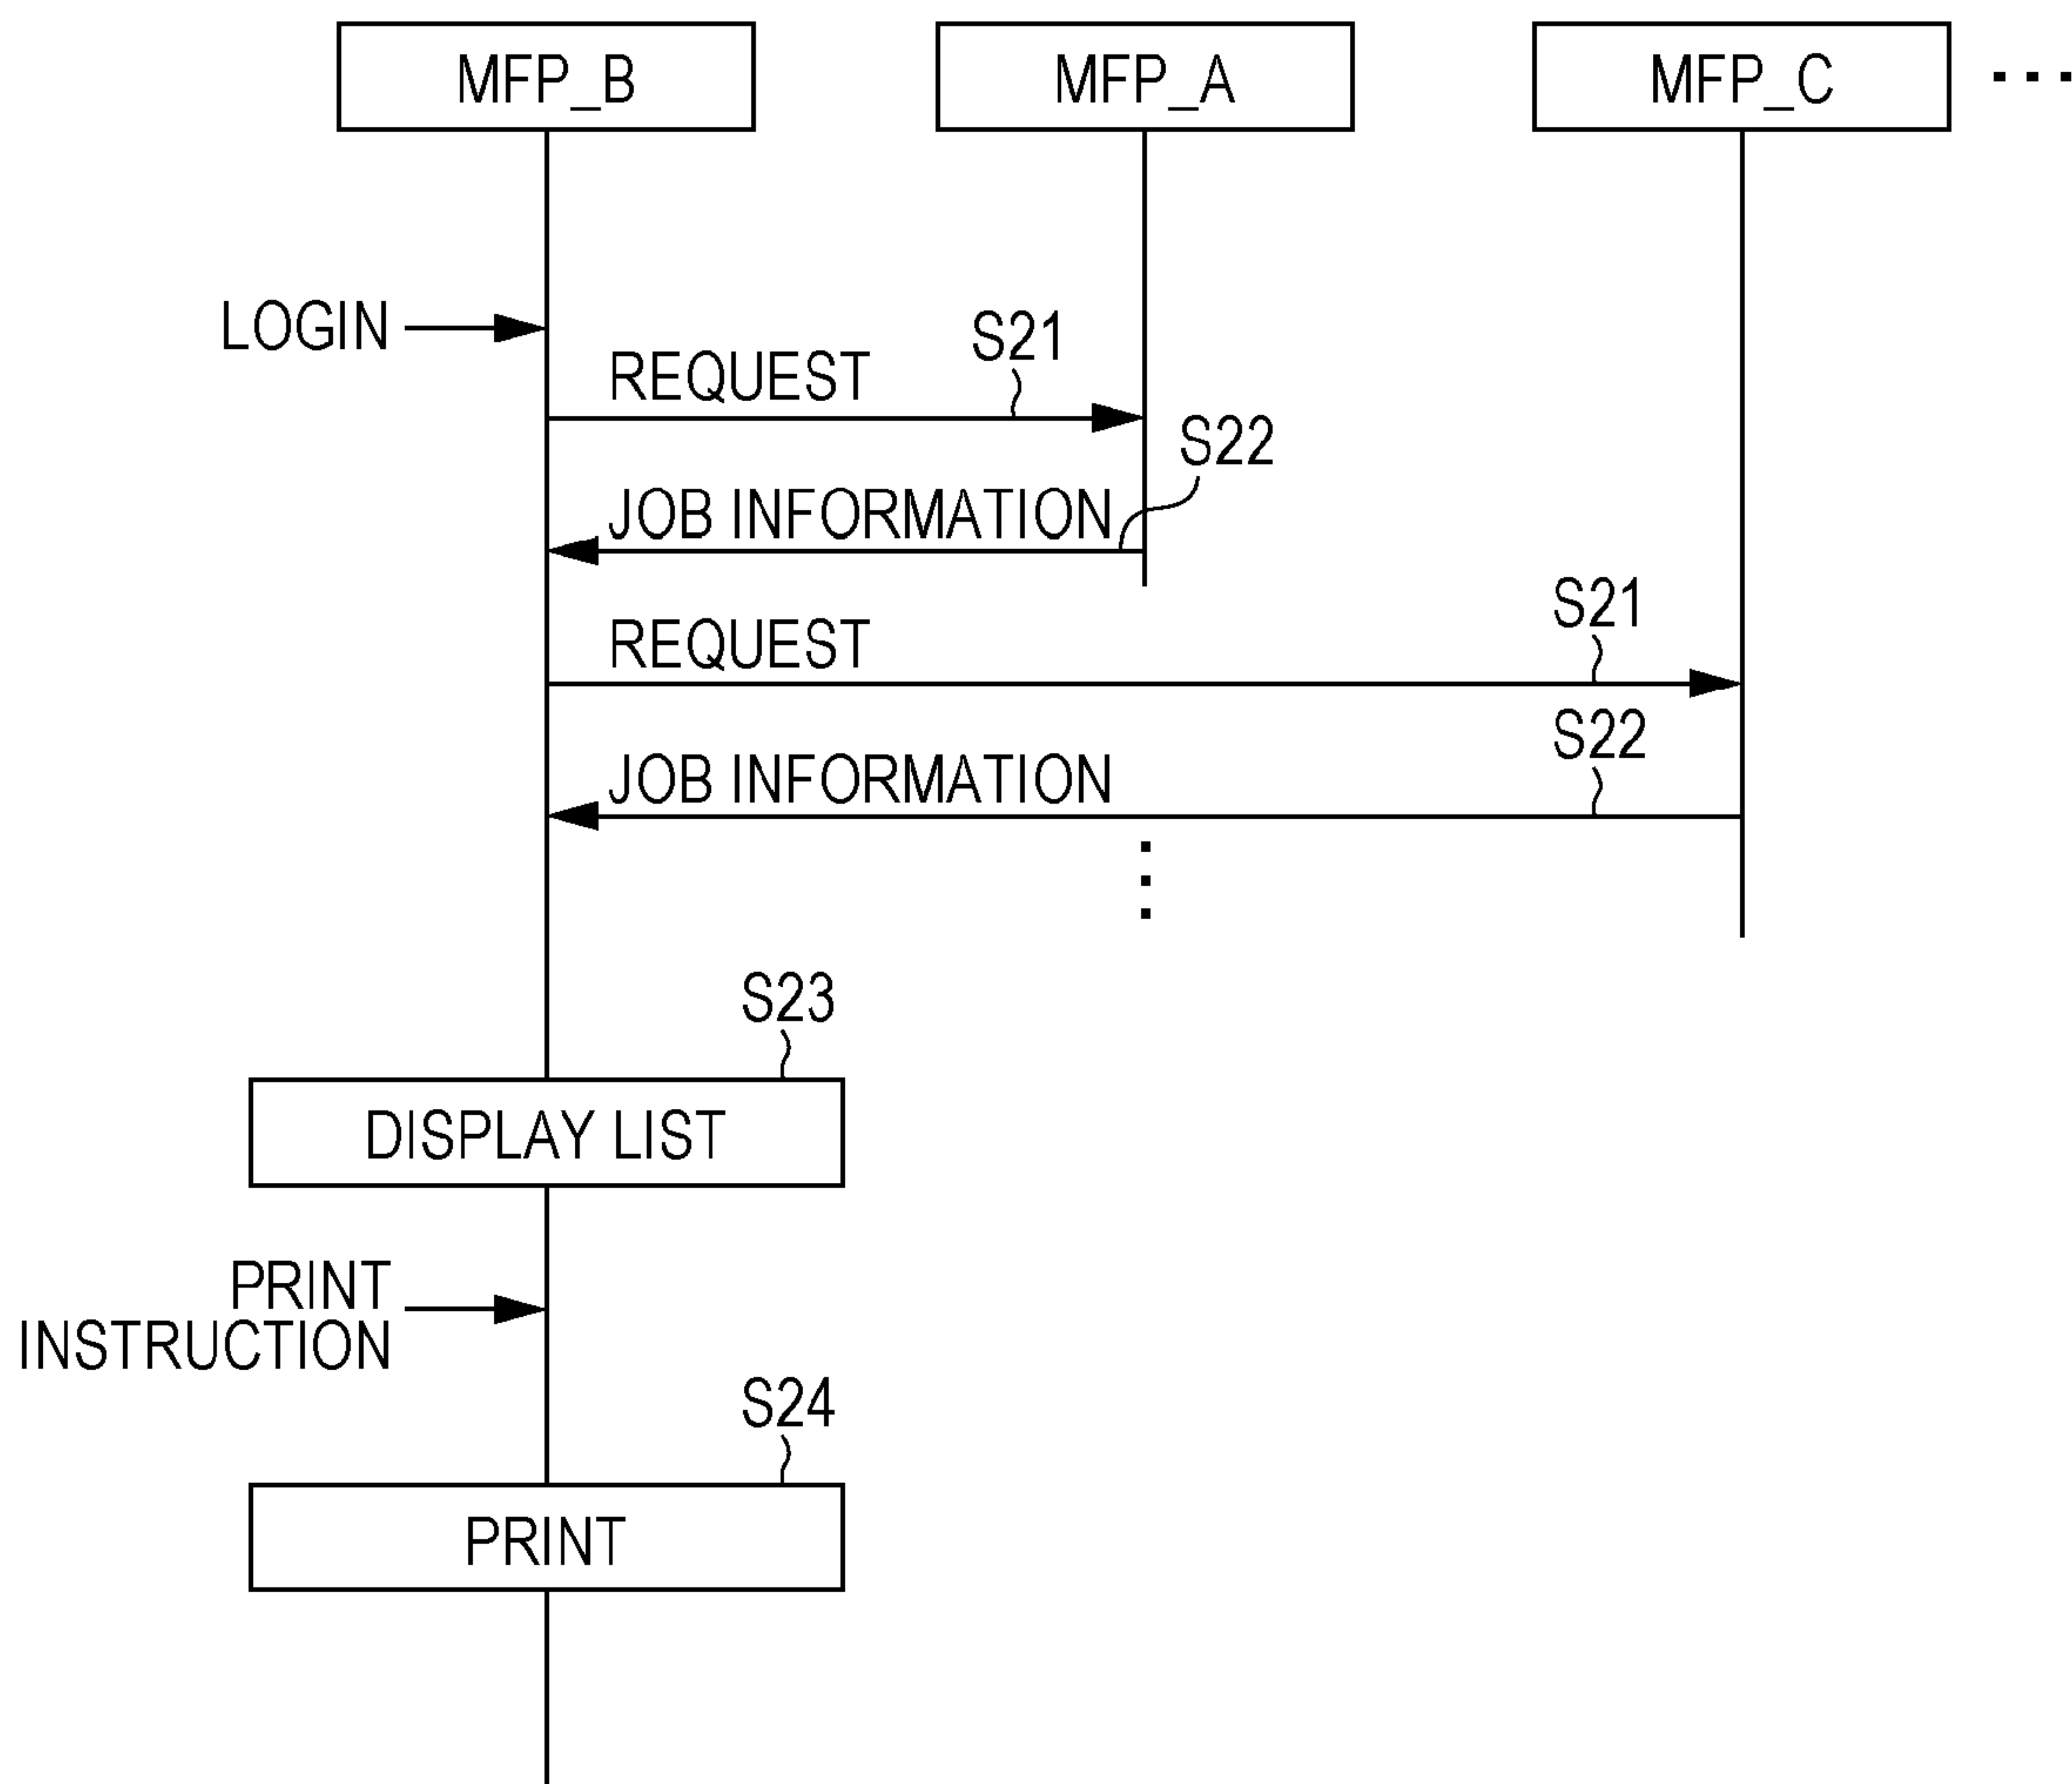 MFP_B
MFP_A
MFP_C
...
LOGIN
REQUEST
S21
S22
JOB INFORMATION
S21
REQUEST
S22
JOB INFORMATION
S23
DISPLAY LIST
PRINT
INSTRUCTION
S24
PRINT